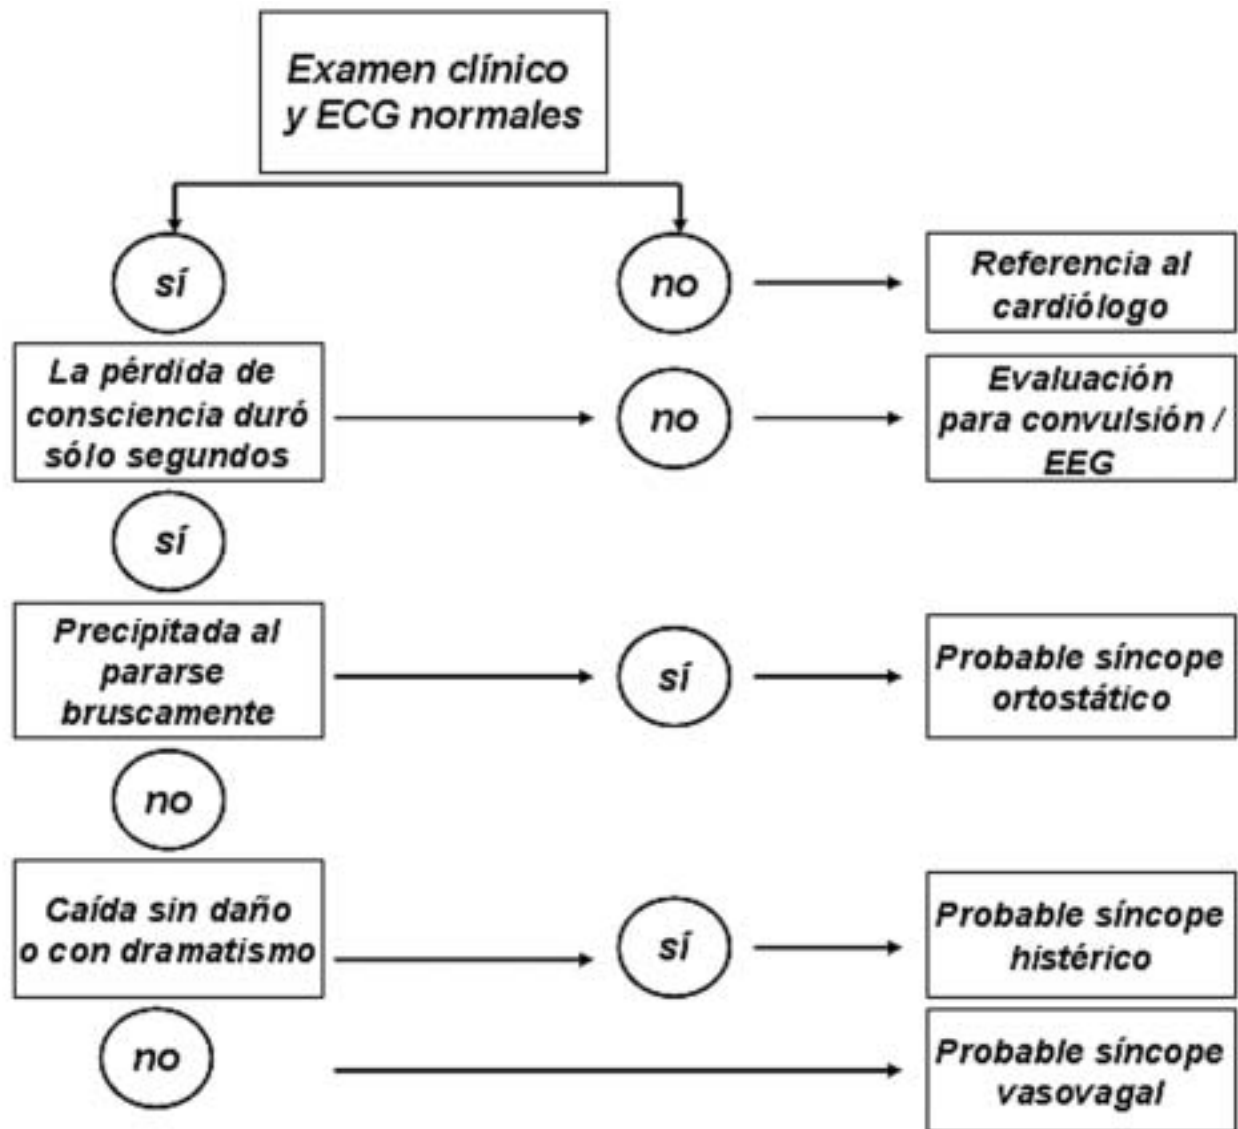 Examen clínico
y ECG normales
sí
no
Referencia al
cardiólogo
La pérdida de
consciencia duró
sólo segundos
no
Evaluación
para convulsión /
EEG
sí
Precipitada al
pararse
bruscamente
sí
Probable síncope
ortostático
no
Caída sin daño
o con dramatismo
sí
Probable síncope
histérico
no
Probable síncope
vasovagal